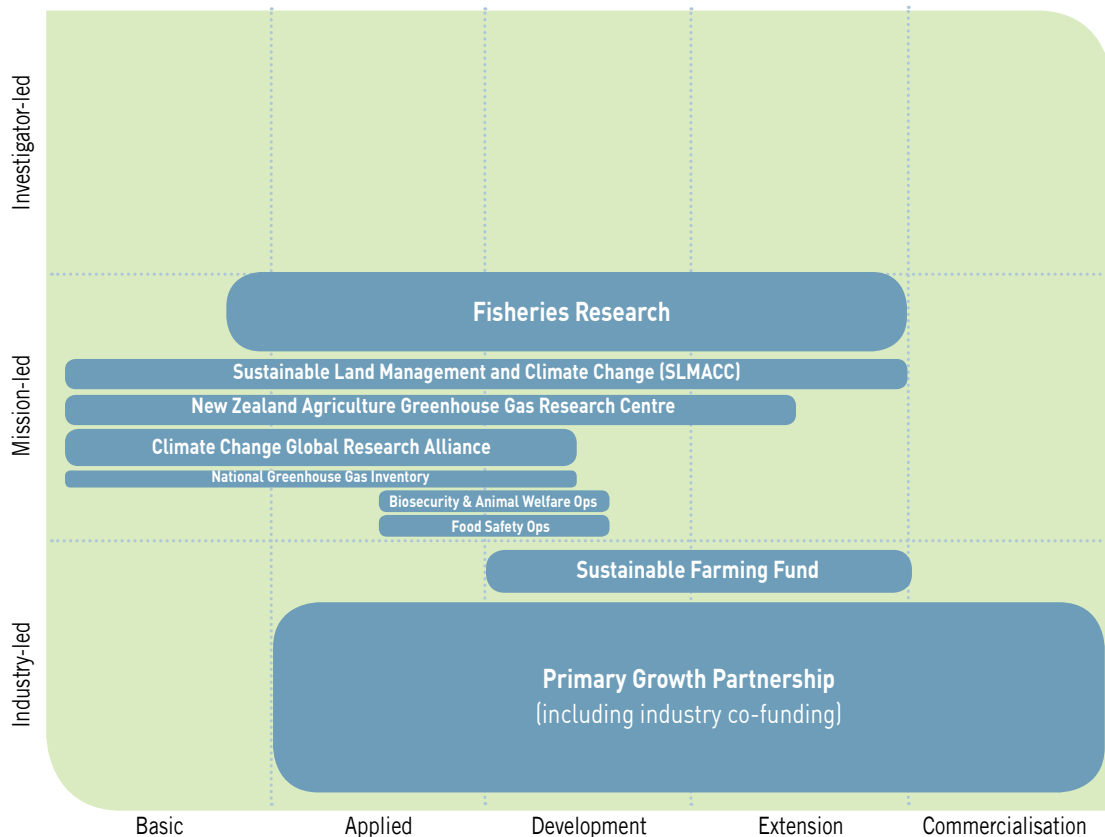 Investigator-led
Mission-led
Industry-led
Fisheries Research
Sustainable Land Management and Climate Change (SLMACC)
New Zealand Agriculture Greenhouse Gas Research Centre
Climate Change Global Research Alliance
National Greenhouse Gas Inventory
Biosecurity & Animal Welfare Ops
Food Safety Ops
Sustainable Farming Fund
Primary Growth Partnership
(including industry co-funding)
Basic
Applied
Development
Extension
Commercialisation